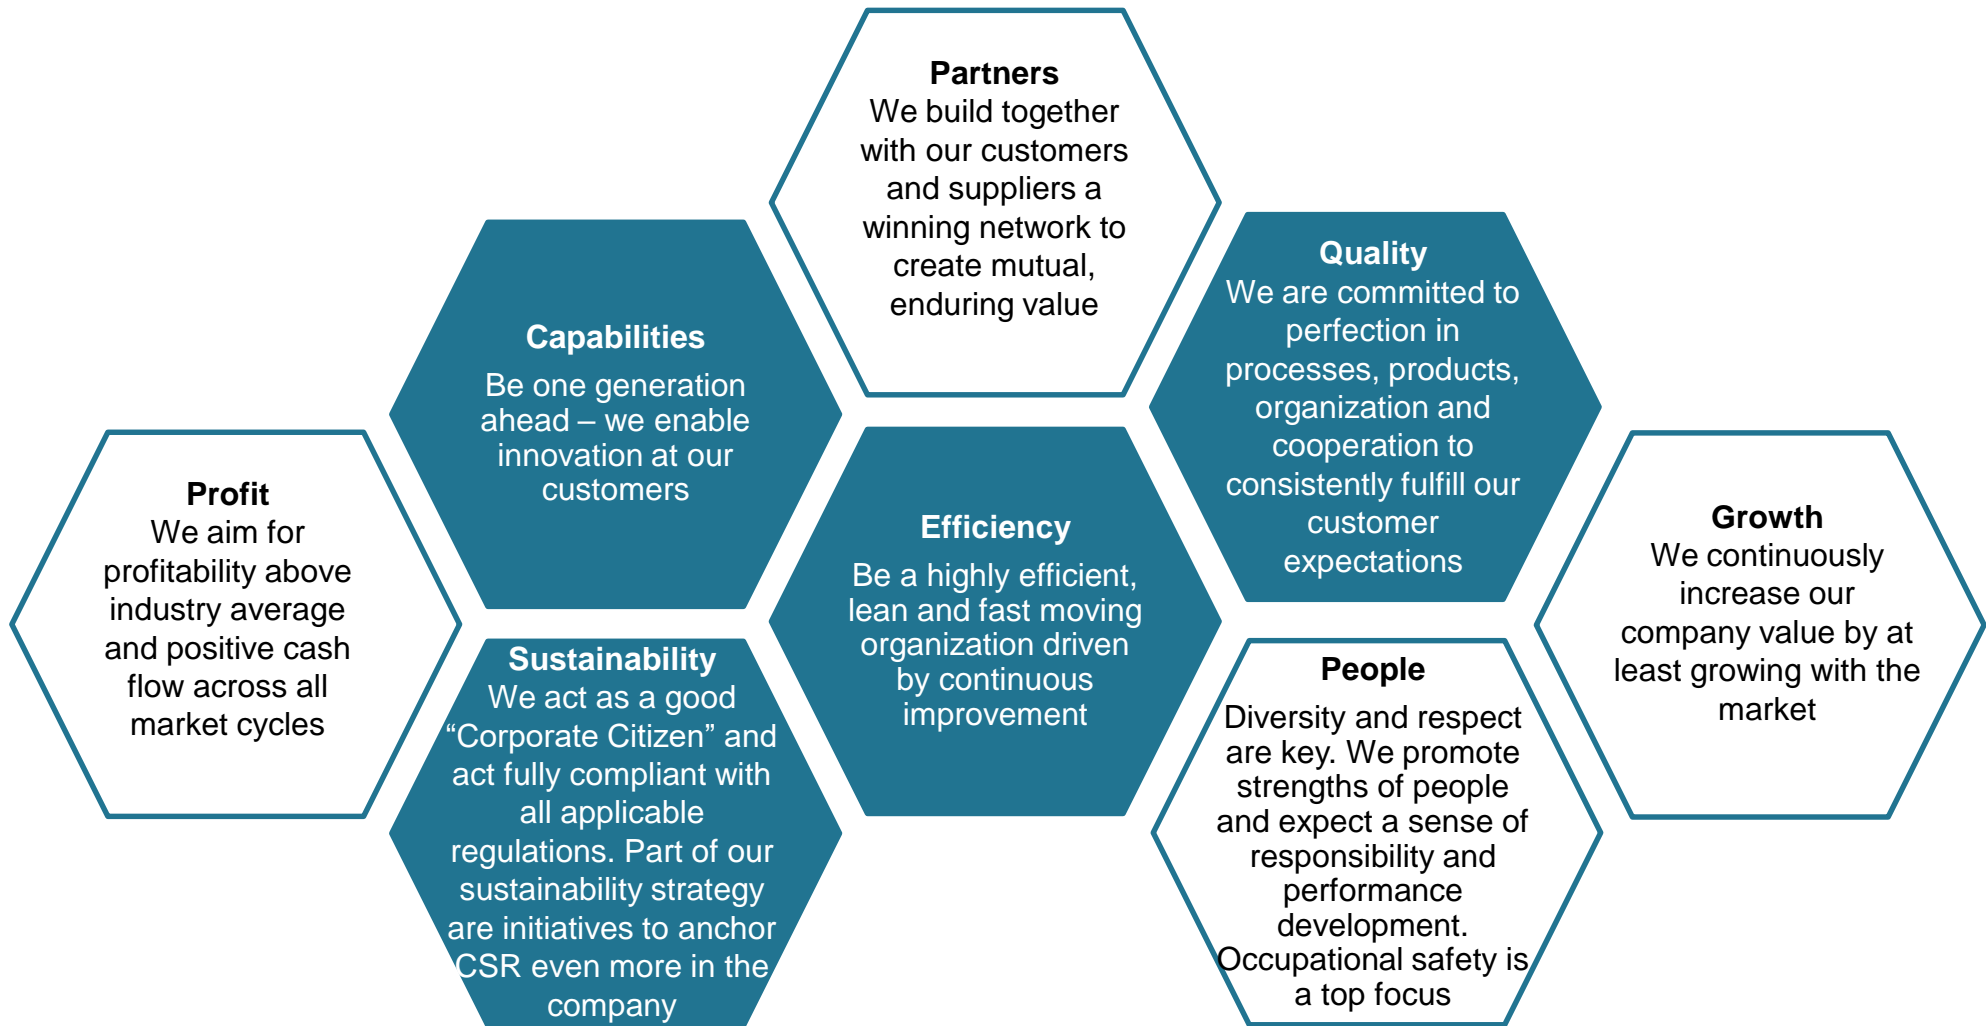 Partners
We build together
with our customers
and suppliers a
winning network to
create mutual,
enduring value
Capabilities
Be one generation
ahead – we enable
innovation at our
customers
Quality
We are committed to
perfection in
processes, products,
organization and
cooperation to
consistently fulfill our
customer
expectations
Profit
We aim for
profitability above
industry average
and positive cash
flow across all
market cycles
Efficiency
Be a highly efficient,
lean and fast moving
organization driven
by continuous
improvement
Growth
We continuously
increase our
company value by at
least growing with the
market
Sustainability
We act as a good
“Corporate Citizen” and
act fully compliant with
all applicable
regulations. Part of our
sustainability strategy
are initiatives to anchor
CSR even more in the
company
People
Diversity and respect
are key. We promote
strengths of people
and expect a sense of
responsibility and
performance
development.
Occupational safety is
a top focus